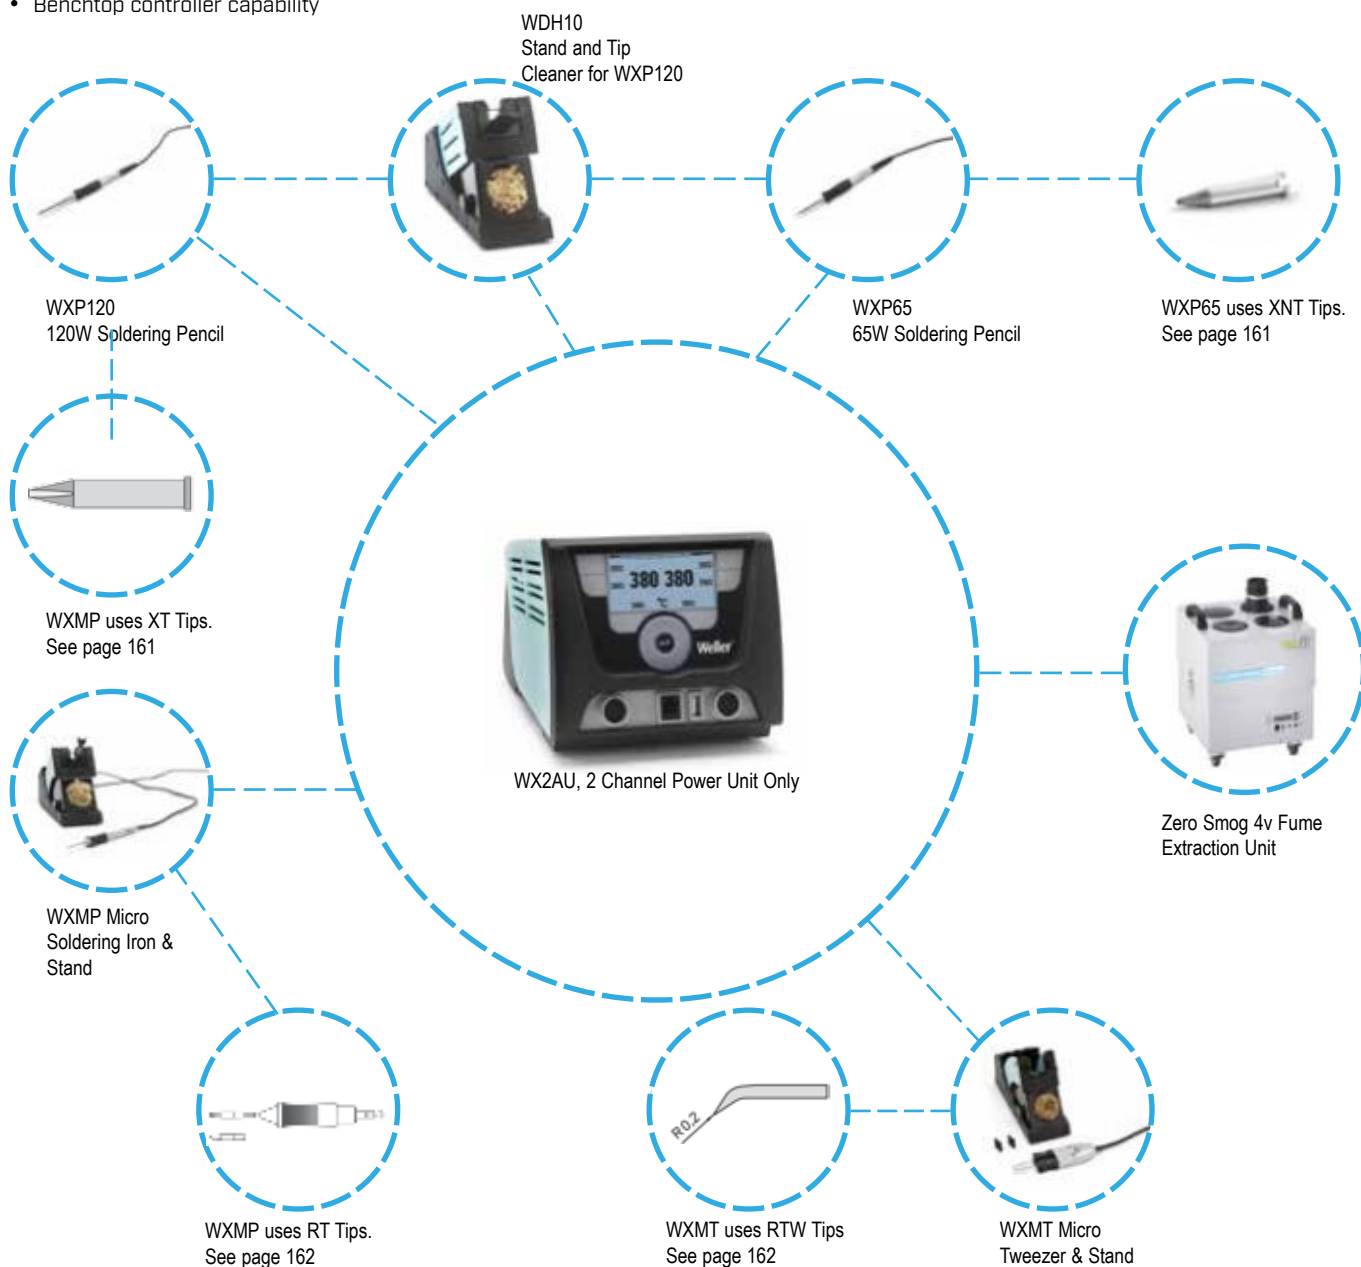 • Benchtop controller capability
WDH10
Stand and Tip
Cleaner for WXP120
WXP120
120W Soldering Pencil
WXP65
65W Soldering Pencil
WXP65 uses XNT Tips.
See page 161
WXMP uses XT Tips.
See page 161
380 380
°C
Weller
WX2AU, 2 Channel Power Unit Only
Zero Smog 4v Fume
Extraction Unit
WXMP Micro
Soldering Iron &
Stand
R0,2
WXMP uses RT Tips.
See page 162
WXMT uses RTW Tips
See page 162
WXMT Micro
Tweezer & Stand